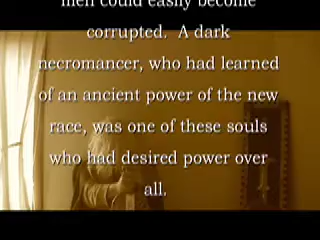 men could easily become
corrupted. A dark
necromancer, who had learned
of an ancient power of the new
race, was one of these souls
who had desired power over
all.